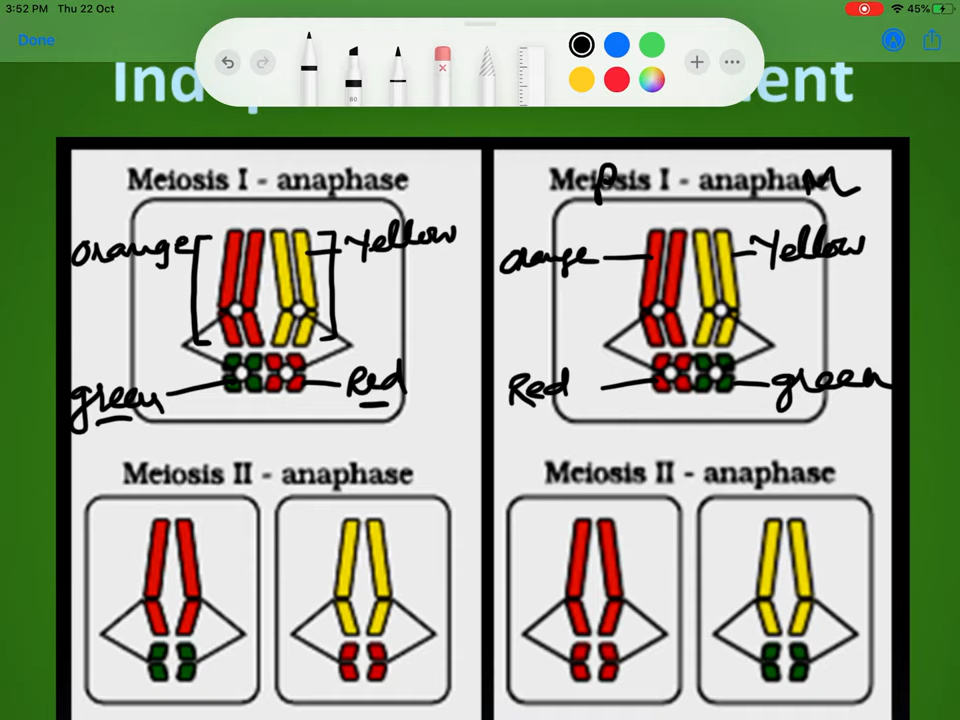 3:52 PM Thu 22 Oct
45%
Done
80
Ind
ent
Meiosis I - anaphase
orange
Yellow
green
Red
Meiosis I - anaphase
P
M
orange
Yellow
Red
green
Meiosis II - anaphase
Meiosis II - anaphase